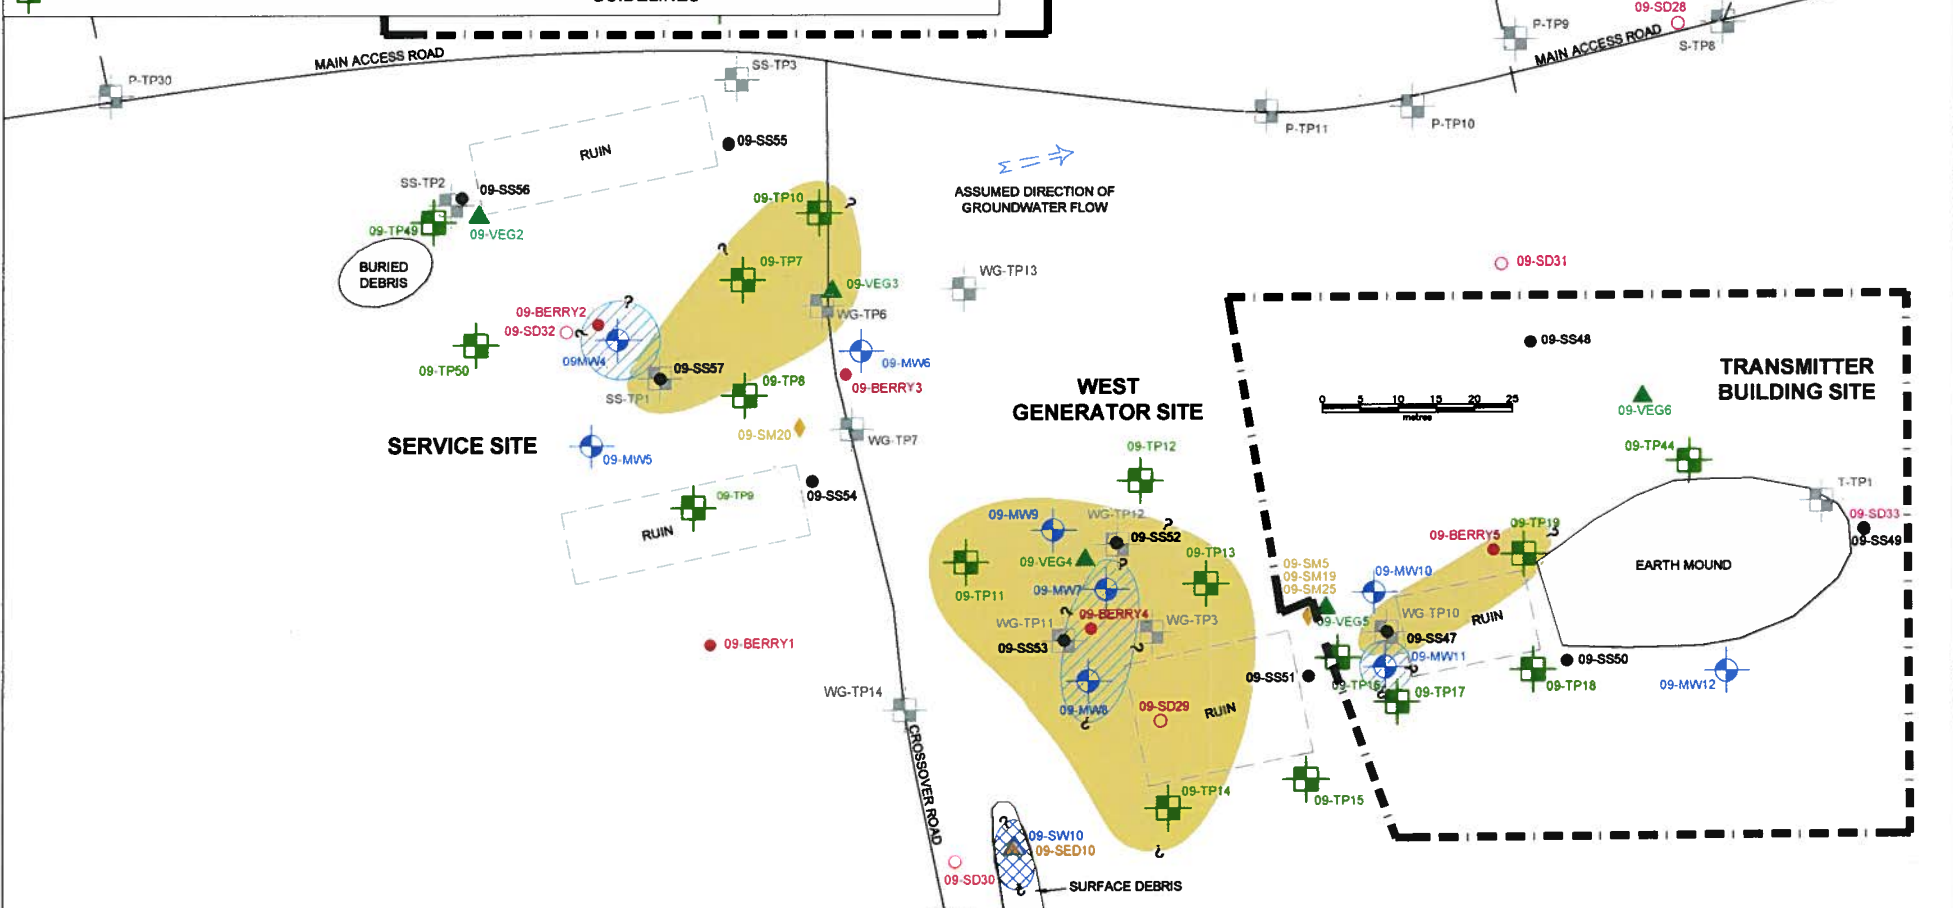 MAIN ACCESS ROAD
P-TP30
SS-TP3
09-SD28
P-TP9
MAIN ACCESS ROAD
S-TP8
P-TP11
P-TP10
09-SS55
RUIN
SS-TP2
09-SS56
09-TP49
09-VEG2
BURIED
DEBRIS
09-TP10
?
ASSUMED DIRECTION OF
GROUNDWATER FLOW
?
09-TP7
09-VEG3
WG-TP13
09-SD31
WG-TP6
?
09-BERRY2
09-SD32
?
09MW4
09-MW6
09-TP50
09-SS57
SS-TP1
09-TP8
09-BERRY3
09-SM20
WG-TP7
SERVICE SITE
09-MW5
09-TP9
09-SS54
RUIN
WEST
GENERATOR SITE
0 5 10 15 20 25
metres
09-SS48
TRANSMITTER
BUILDING SITE
09-VEG6
09-TP44
T-TP1
09-SD33
09-SS49
EARTH MOUND
09-TP12
09-MW9
WG-TP12
?
09-SS52
09-TP13
09-VEG4
?
09-TP11
09-MW7
?
09-BERRY4
WG-TP11
WG-TP3
09-SS53
?
09-MW8
?
09-SD29
RUIN
09-SM5
09-SM19
09-SM25
09-VEG5
09-MW10
09-BERRY5
09-TP19
?
WG-TP10
RUIN
09-SS47
09-MW11
?
09-SS51
09-TP16
?
09-TP17
09-TP18
09-SS50
09-MW12
09-BERRY1
WG-TP14
CROSSOVER ROAD
09-TP14
09-TP15
?
?
09-SW10
09-SED10
?
09-SD30
SURFACE DEBRIS